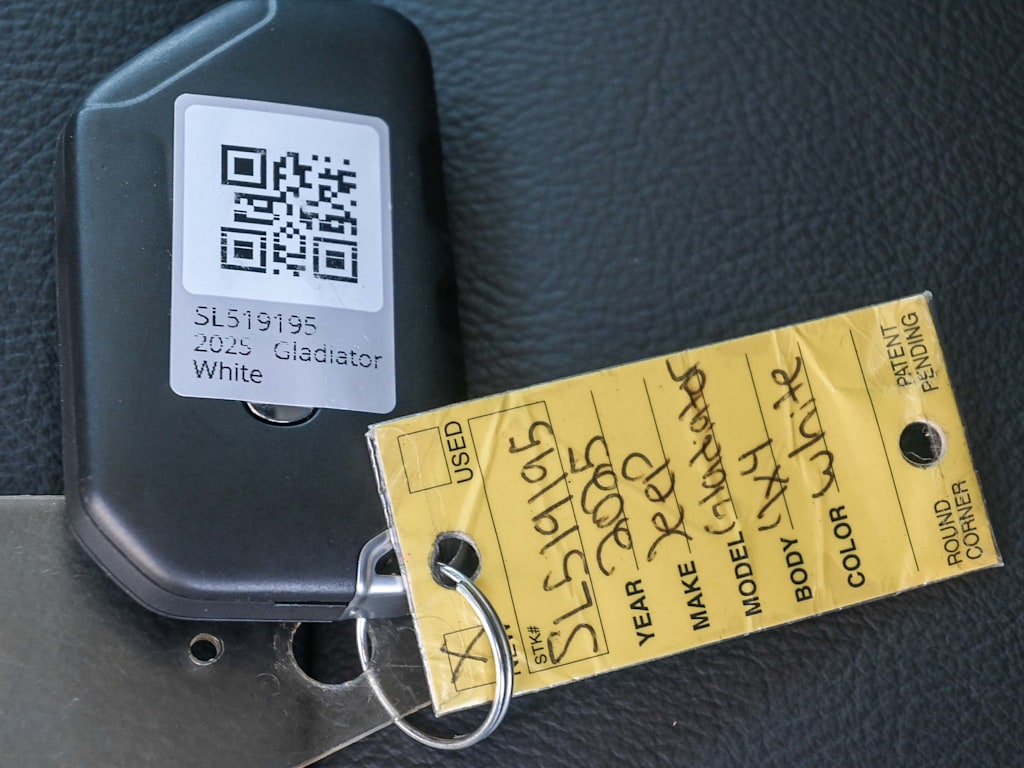 SL519195
2025 Gladiator
White
USED
NEW
STK# SL519195
YEAR 2025
MAKE Jeep
MODEL Gladiator
BODY 4x4
COLOR White
PATENT
PENDING
ROUND
CORNER